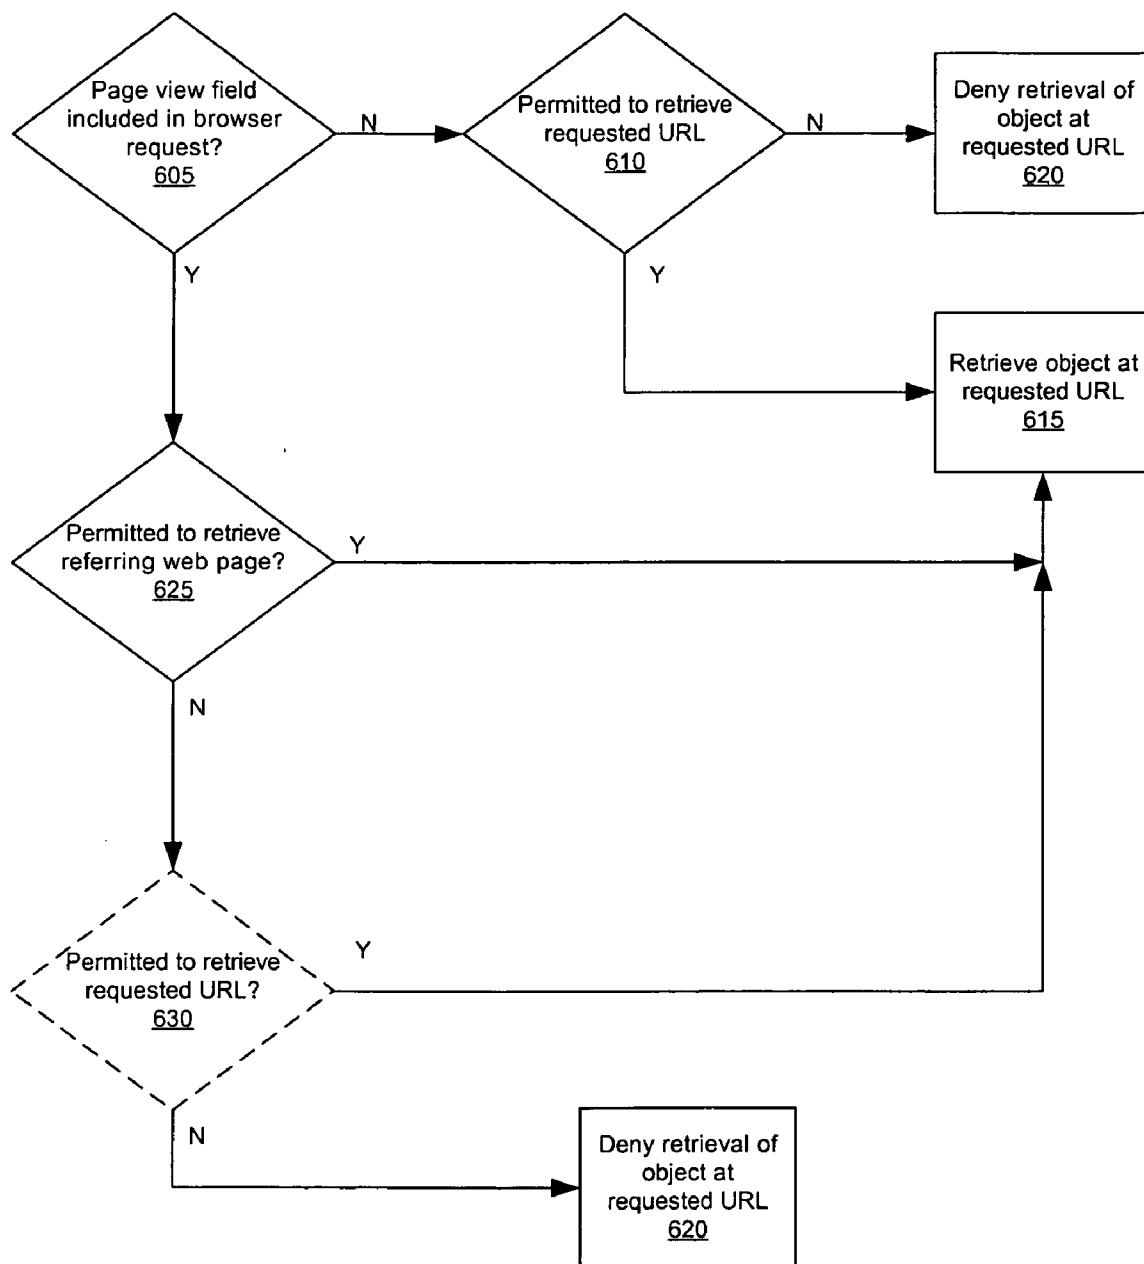 Page view field
included in browser
request?
605
N
Permitted to retrieve
requested URL
610
N
Deny retrieval of
object at
requested URL
620
Y
Y
Retrieve object at
requested URL
615
Permitted to retrieve
referring web page?
625
Y
N
Permitted to retrieve
requested URL?
630
Y
N
Deny retrieval of
object at
requested URL
620